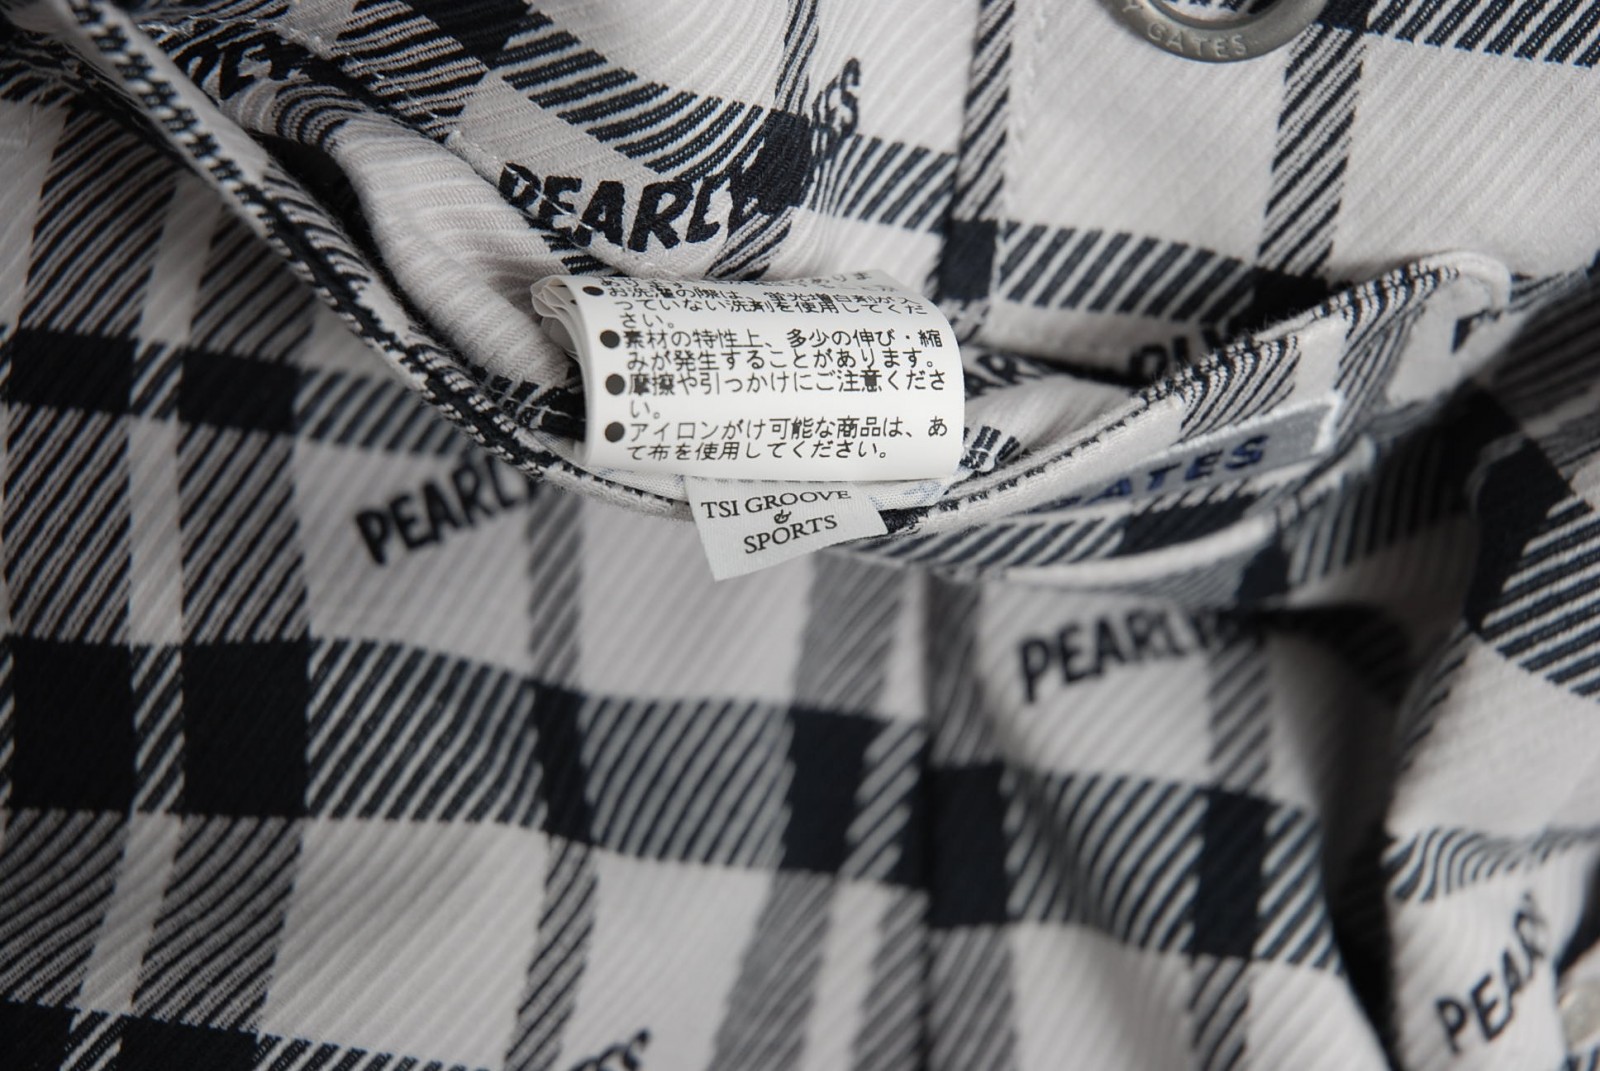 Y GATES
PEARLY
ES
●お洗濯の際は、蛍光増白剤が入
っていない洗剤を使用してくだ
さい。
●素材の特性上、多少の伸び・縮
みが発生することがあります。
●摩擦や引っかけにご注意くださ
い。
●アイロンがけ可能な商品は、あ
て布を使用してください。
TSI GROOVE
&
SPORTS
GATES
PEARLY
PEARLY
PEARLY